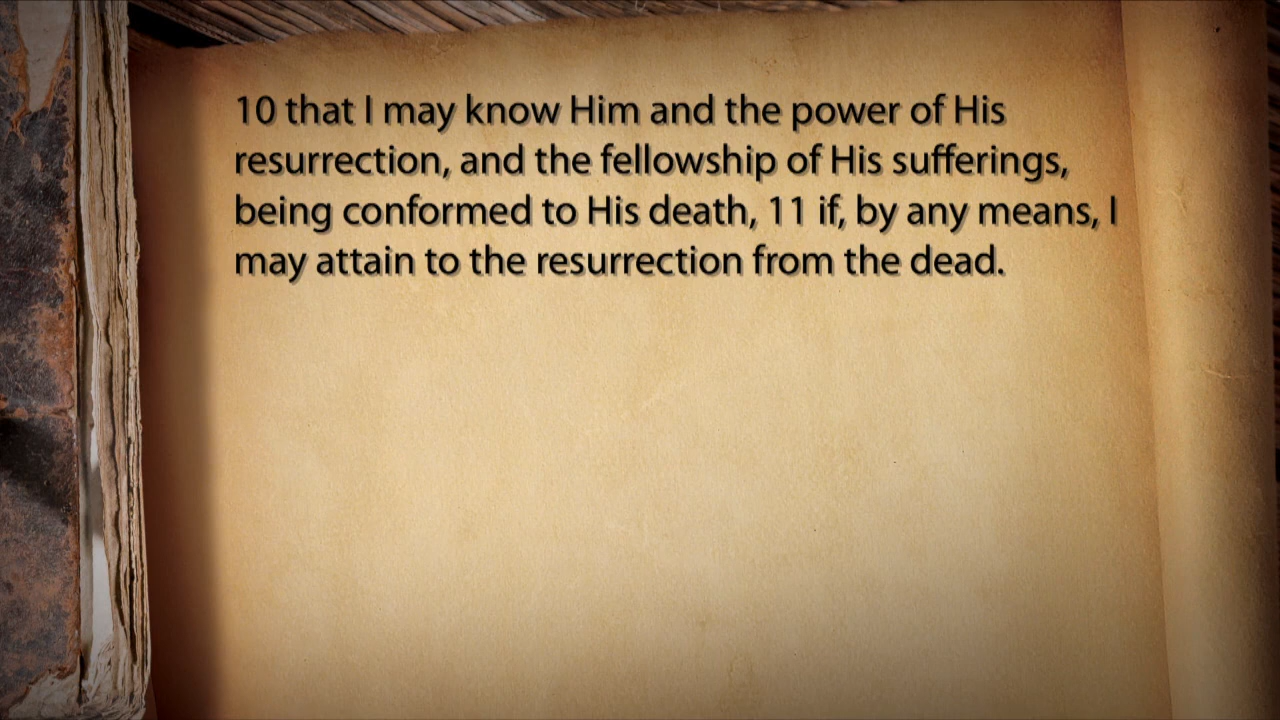 10 that I may know Him and the power of His
resurrection, and the fellowship of His sufferings,
being conformed to His death, 11 if, by any means, I
may attain to the resurrection from the dead.